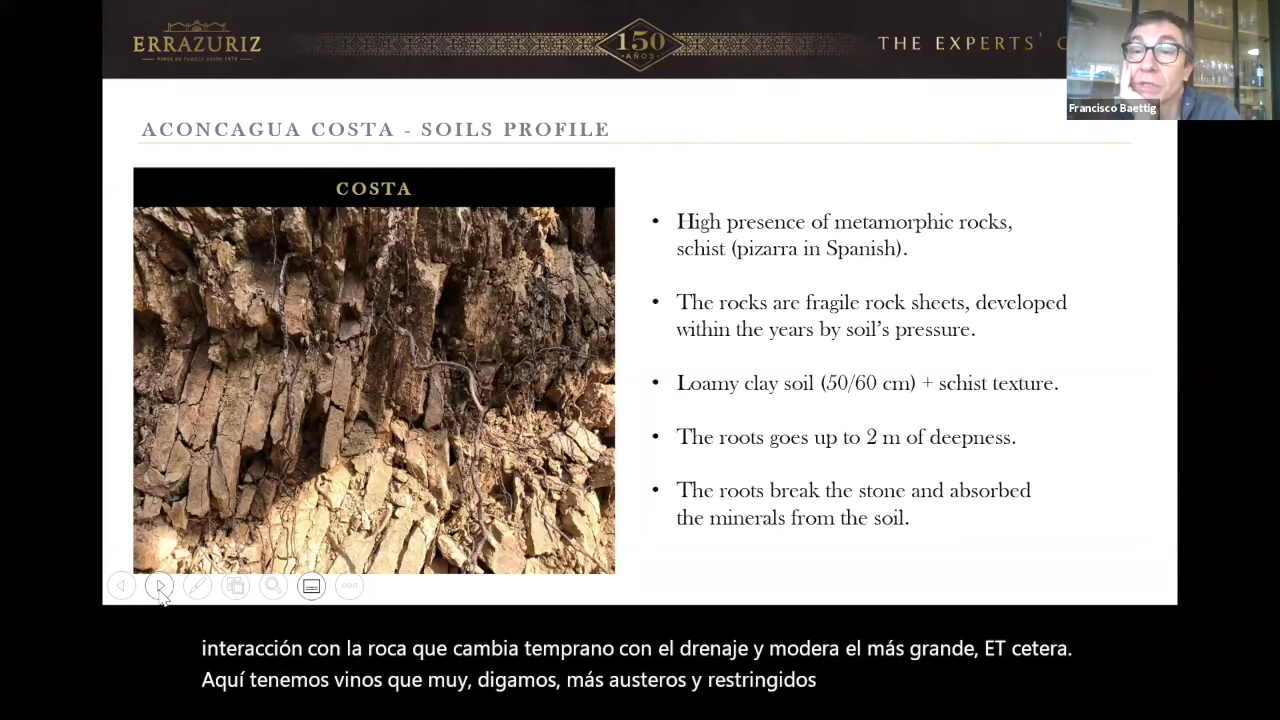 ERRAZURIZ
150
AÑOS
THE EXPERTS' C
Francisco Baettig
ACONCAGUA COSTA - SOILS PROFILE
COSTA
• High presence of metamorphic rocks,
schist (pizarra in Spanish).
• The rocks are fragile rock sheets, developed
within the years by soil's pressure.
• Loamy clay soil (50/60 cm) + schist texture.
• The roots goes up to 2 m of deepness.
• The roots break the stone and absorbed
the minerals from the soil.
interacción con la roca que cambia temprano con el drenaje y modera el más grande, ET cetera.
Aquí tenemos vinos que muy, digamos, más austeros y restringidos